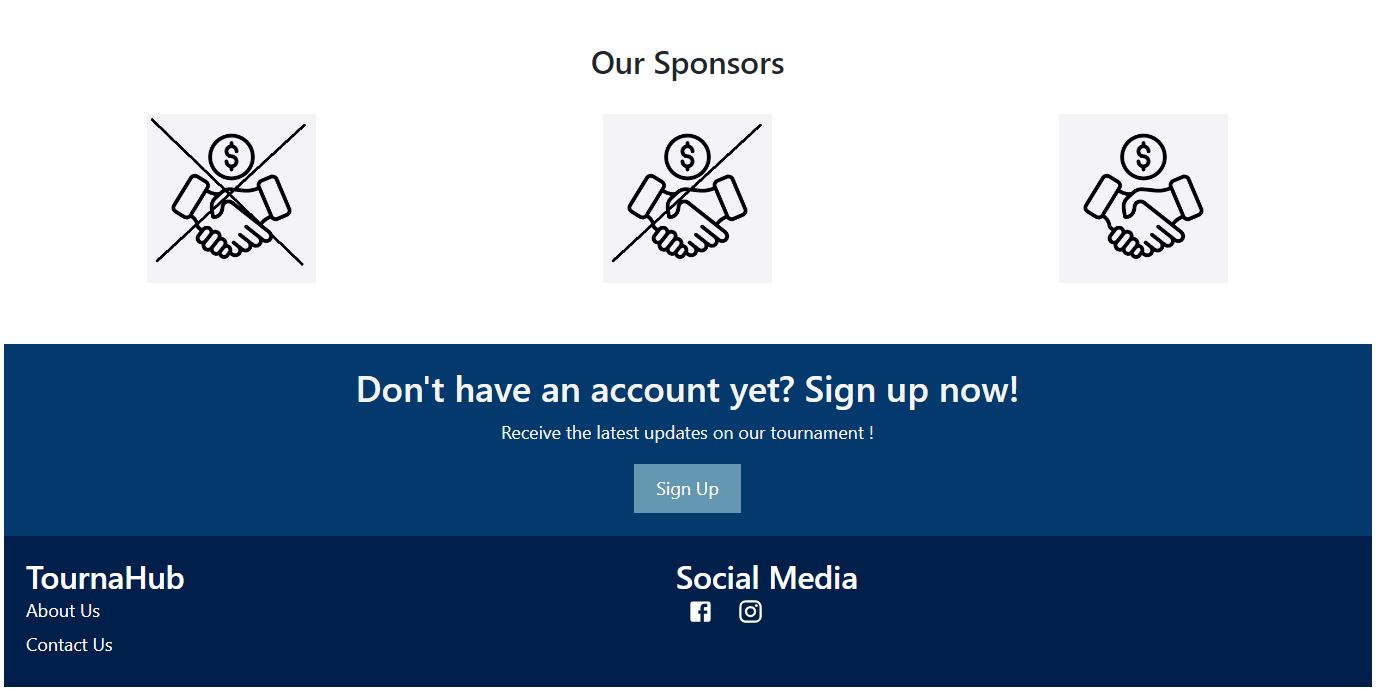 Our Sponsors
$ $ $
Don't have an account yet? Sign up now!
Receive the latest updates on our tournament !
Sign Up
TournaHub
Social Media
About Us
Contact Us